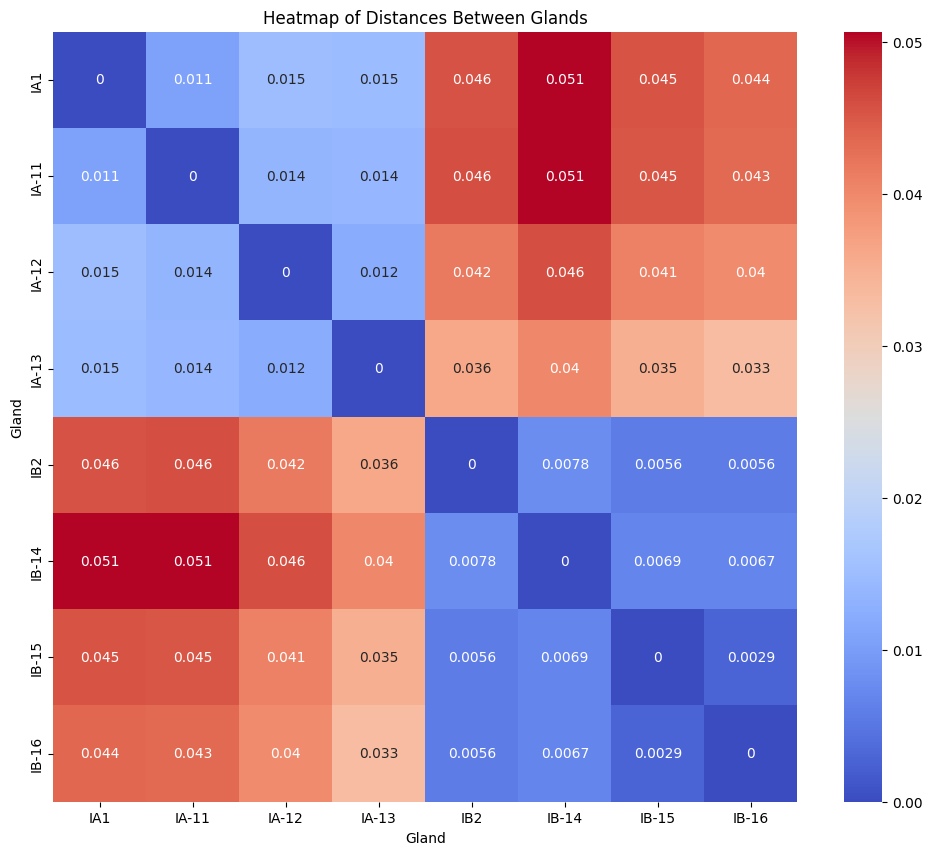 Heatmap of Distances Between Glands
IA1 0 0.011 0.015 0.015 0.046 0.051 0.045 0.044
IA-11 0.011 0 0.014 0.014 0.046 0.051 0.045 0.043
IA-12 0.015 0.014 0 0.012 0.042 0.046 0.041 0.04
IA-13 0.015 0.014 0.012 0 0.036 0.04 0.035 0.033
IB2 0.046 0.046 0.042 0.036 0 0.0078 0.0056 0.0056
IB-14 0.051 0.051 0.046 0.04 0.0078 0 0.0069 0.0067
IB-15 0.045 0.045 0.041 0.035 0.0056 0.0069 0 0.0029
IB-16 0.044 0.043 0.04 0.033 0.0056 0.0067 0.0029 0
Gland
IA1 IA-11 IA-12 IA-13 IB2 IB-14 IB-15 IB-16
Gland
0.05
0.04
0.03
0.02
0.01
0.00